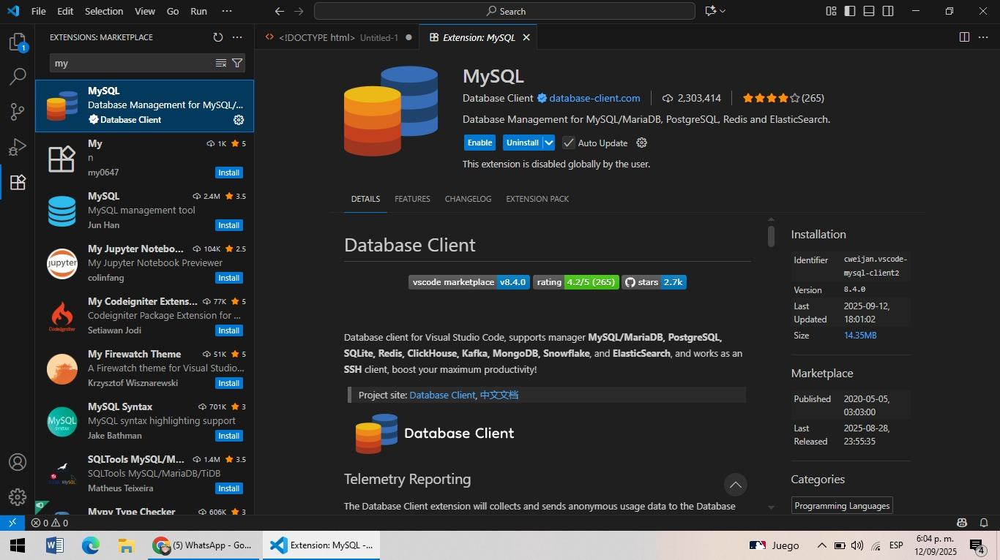 File Edit Selection View Go Run ···
Search
EXTENSIONS: MARKETPLACE
<!DOCTYPE html> Untitled-1
Extension: MySQL
1
my
MySQL
Database Management for MySQL/...
Database Client
My 1K 5
n
my0647 Install
MySQL 2.4M 3.5
MySQL management tool
Jun Han Install
jupyter
My Jupyter Notebo... 104K 2.5
My Jupyter Notebook Previewer
colinfang Install
CodeIgniter
My Codeigniter Extens... 77K 5
Codeigniter Package Extension for ...
Setiawan Jodi Install
My Firewatch Theme 51K 5
A Firewatch theme for Visual Studio...
Krzysztof Wisznarewski Install
MySQL
SYNTAX
MySQL Syntax 701K 3
MySQL syntax highlighting support
Jake Bathman Install
SQLTools MySQL/M... 1.4M 3.5
SQLTools MySQL/MariaDB/TiDB
Matheus Teixeira Install
Mypy Type Checker 606K 3
MySQL
Database Client database-client.com 2,303,414 (265)
Database Management for MySQL/MariaDB, PostgreSQL, Redis and ElasticSearch.
Enable Uninstall Auto Update
This extension is disabled globally by the user.
DETAILS FEATURES CHANGELOG EXTENSION PACK
Database Client
vscode marketplace v8.4.0 rating 4.2/5 (265) stars 2.7k
Database client for Visual Studio Code, supports manager MySQL/MariaDB, PostgreSQL,
SQLite, Redis, ClickHouse, Kafka, MongoDB, Snowflake, and ElasticSearch, and works as an
SSH client, boost your maximum productivity!
Project site: Database Client, 中文文档
Database Client
Telemetry Reporting
The Database Client extension will collects and sends anonymous usage data to the Database
Installation
Identifier cweijan.vscode-
mysql-client2
Version 8.4.0
Last 2025-09-12,
Updated 18:01:02
Size 14.35MB
Marketplace
Published 2020-05-05,
03:03:00
Last 2025-08-28,
Released 23:55:35
Categories
Programming Languages
0 0
(5) WhatsApp - Go...
Extension: MySQL -...
Juego
ESP
6:04 p. m.
12/09/2025
4